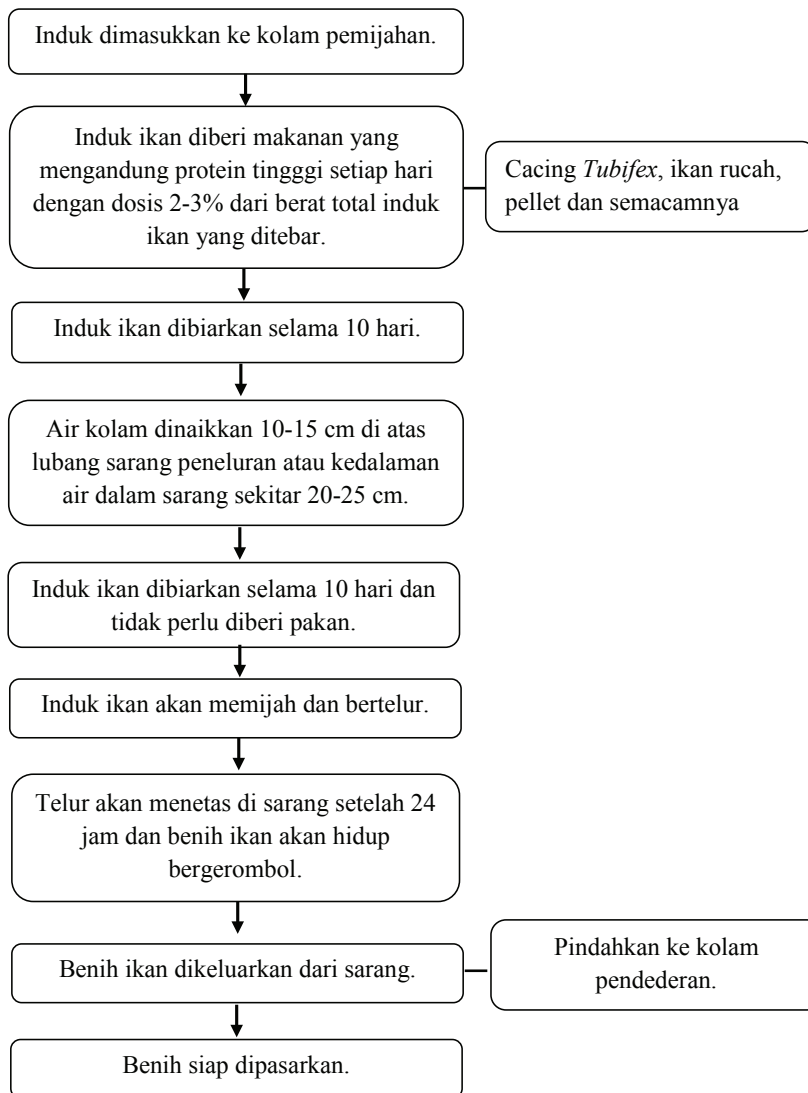 Induk dimasukkan ke kolam pemijahan.
Induk ikan diberi makanan yang
mengandung protein tingggi setiap hari
dengan dosis 2-3% dari berat total induk
ikan yang ditebar.
Cacing Tubifex, ikan rucah,
pellet dan semacamnya
Induk ikan dibiarkan selama 10 hari.
Air kolam dinaikkan 10-15 cm di atas
lubang sarang peneluran atau kedalaman
air dalam sarang sekitar 20-25 cm.
Induk ikan dibiarkan selama 10 hari dan
tidak perlu diberi pakan.
Induk ikan akan memijah dan bertelur.
Telur akan menetas di sarang setelah 24
jam dan benih ikan akan hidup
bergerombol.
Benih ikan dikeluarkan dari sarang.
Pindahkan ke kolam
pendederan.
Benih siap dipasarkan.